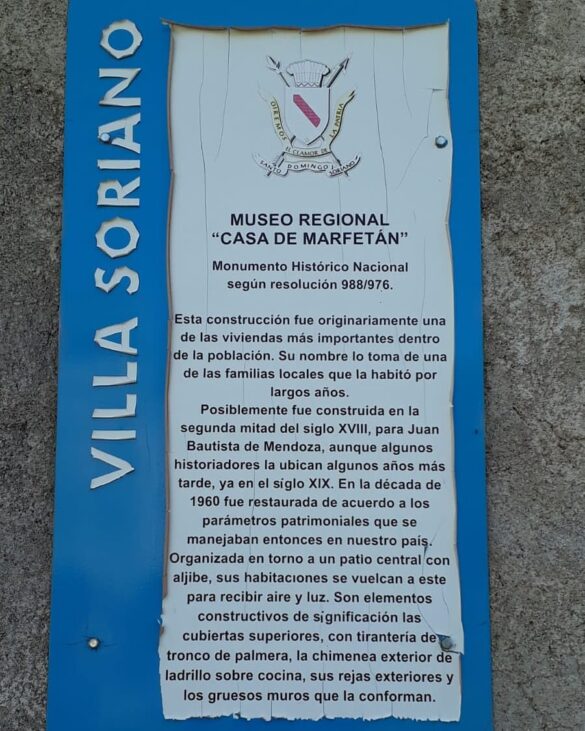 VILLA SORIANO
OIREMOS EL CLAMOR DE LA PATRIA
SANTO DOMINGO SORIANO
MUSEO REGIONAL
“CASA DE MARFETÁN”
Monumento Histórico Nacional
según resolución 988/976.
Esta construcción fue originariamente una
de las viviendas más importantes dentro
de la población. Su nombre lo toma de una
de las familias locales que la habitó por
largos años.
Posiblemente fue construida en la
segunda mitad del siglo XVIII, para Juan
Bautista de Mendoza, aunque algunos
historiadores la ubican algunos años más
tarde, ya en el siglo XIX. En la década de
1960 fue restaurada de acuerdo a los
parámetros patrimoniales que se
manejaban entonces en nuestro país.
Organizada en torno a un patio central con
aljibe, sus habitaciones se vuelcan a este
para recibir aire y luz. Son elementos
constructivos de significación las
cubiertas superiores, con tirantería de
tronco de palmera, la chimenea exterior de
ladrillo sobre cocina, sus rejas exteriores y
los gruesos muros que la conforman.